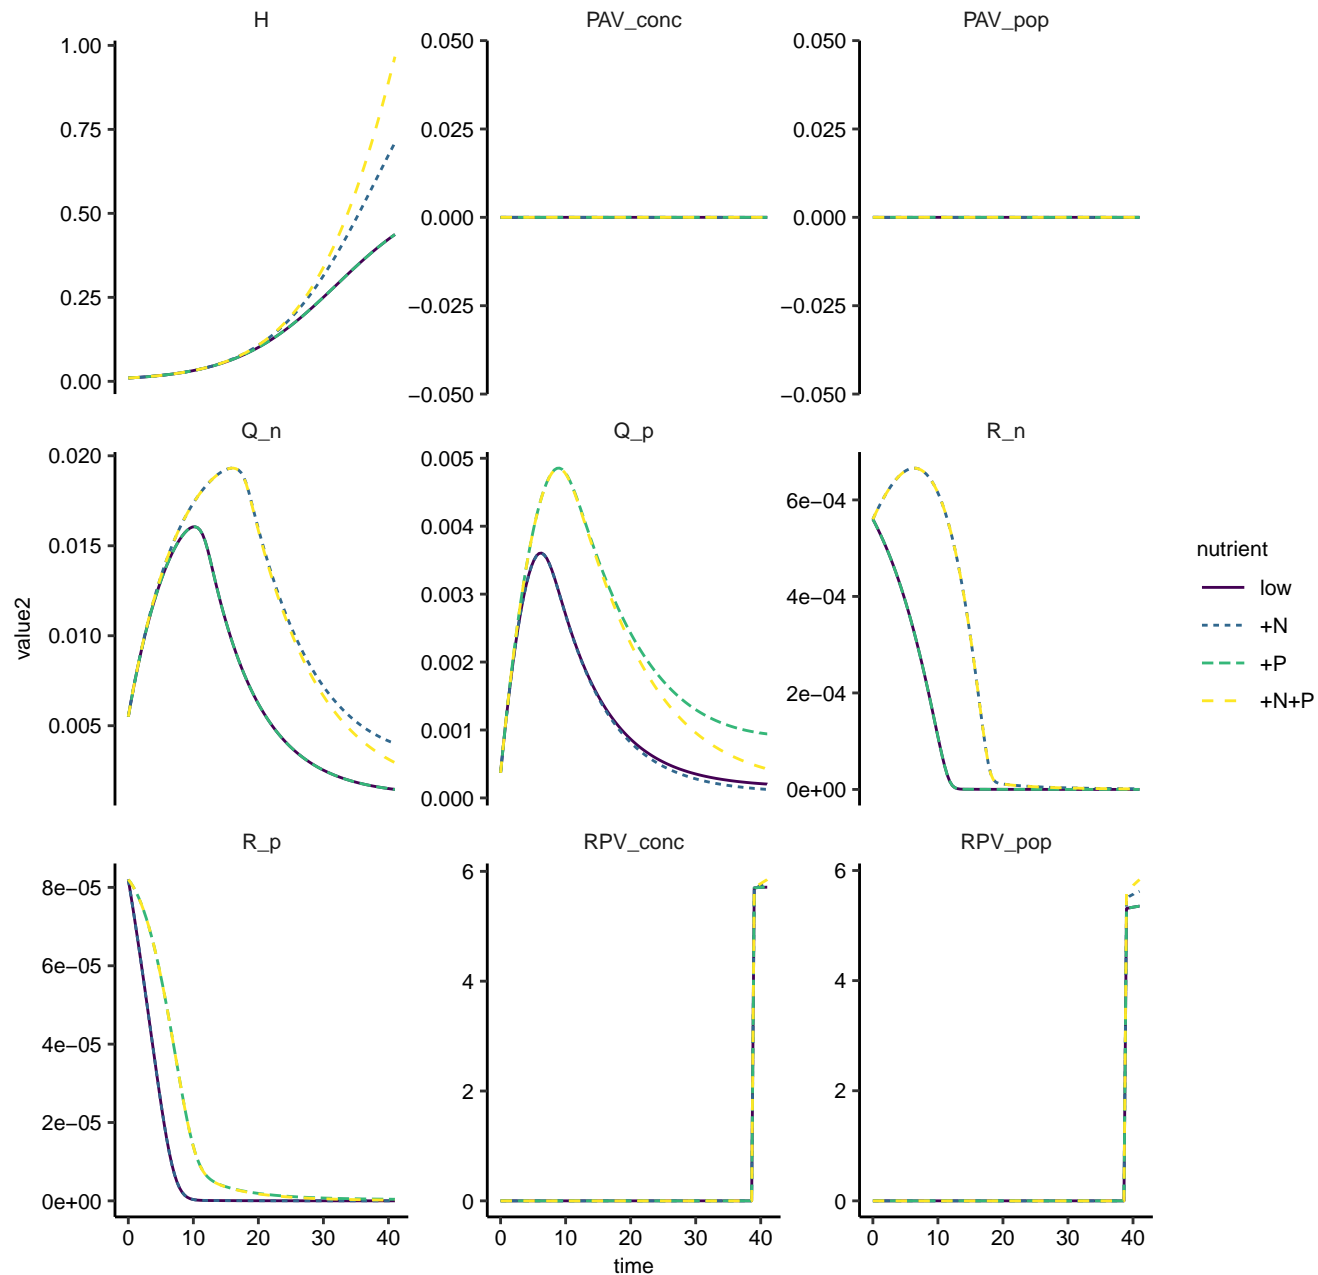 H
PAV_conc
PAV_pop
1.00
0.75
0.50
0.25
0.00
0.050
0.025
0.000
−0.025
−0.050
0.050
0.025
0.000
−0.025
−0.050
Q_n
Q_p
R_n
0.020
0.015
0.010
0.005
0.005
0.004
0.003
0.002
0.001
0.000
6e−04
4e−04
2e−04
0e+00
value2
R_p
RPV_conc
RPV_pop
8e−05
6e−05
4e−05
2e−05
0e+00
6
4
2
0
6
4
2
0
0 10 20 30 40
0 10 20 30 40
0 10 20 30 40
time
nutrient
low
+N
+P
+N+P